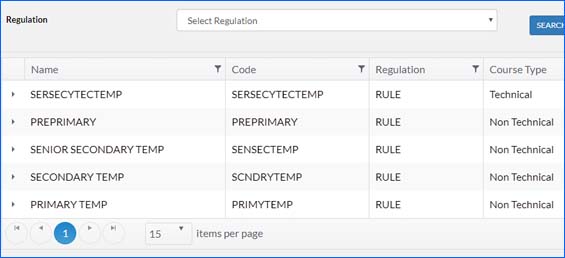 Regulation Select Regulation SEARCH
Name Code Regulation Course Type
SERSECYTECTEMP SERSECYTECTEMP RULE Technical
PREPRIMARY PREPRIMARY RULE Non Technical
SENIOR SECONDARY TEMP SENSECTEMP RULE Non Technical
SECONDARY TEMP SCNDRYTEMP RULE Non Technical
PRIMARY TEMP PRIMYTEMP RULE Non Technical
1 15 items per page